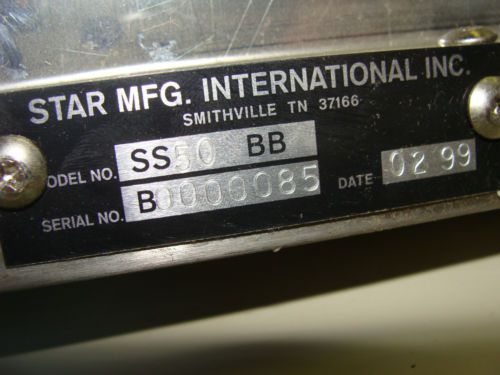 STAR MFG. INTERNATIONAL INC.
SMITHVILLE TN 37166
ODEL NO. SS50 BB
SERIAL NO. B0000085 DATE 02 99